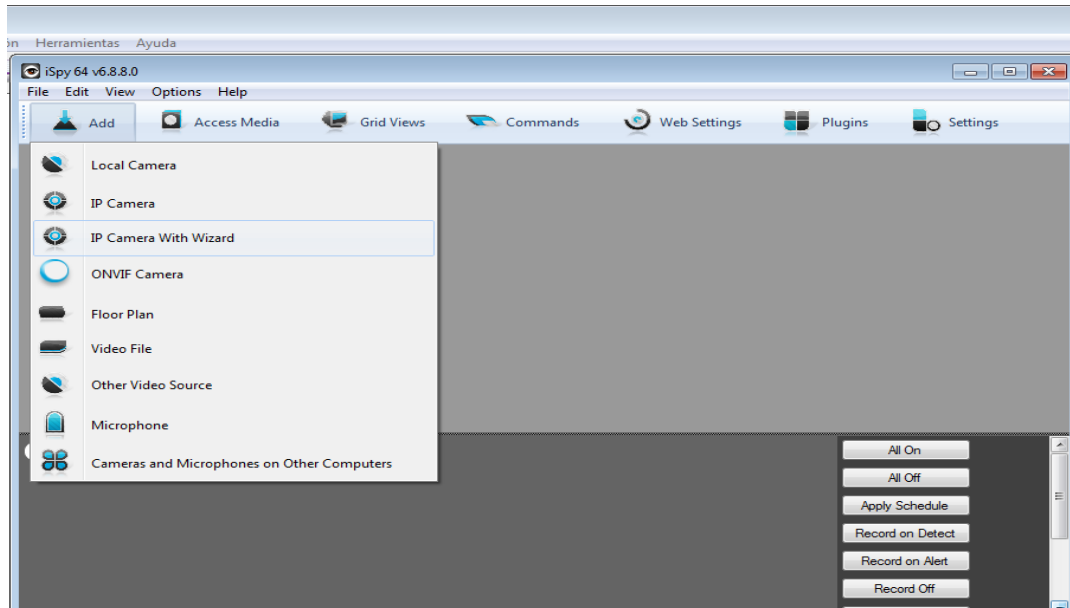 ón Herramientas Ayuda
iSpy 64 v6.8.8.0
File Edit View Options Help
Add Access Media Grid Views Commands Web Settings Plugins Settings
Local Camera
IP Camera
IP Camera With Wizard
ONVIF Camera
Floor Plan
Video File
Other Video Source
Microphone
Cameras and Microphones on Other Computers
All On
All Off
Apply Schedule
Record on Detect
Record on Alert
Record Off